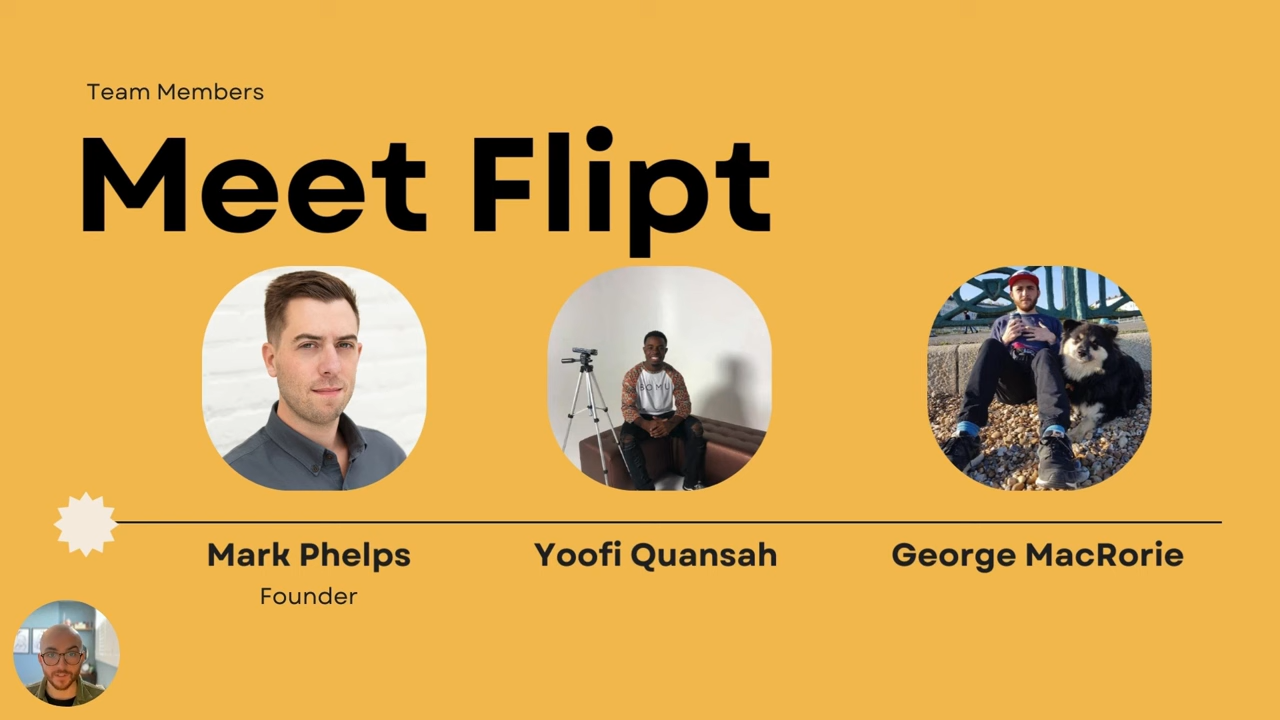 Team Members
Meet Flipt
Mark Phelps
Yoofi Quansah
George MacRorie
Founder